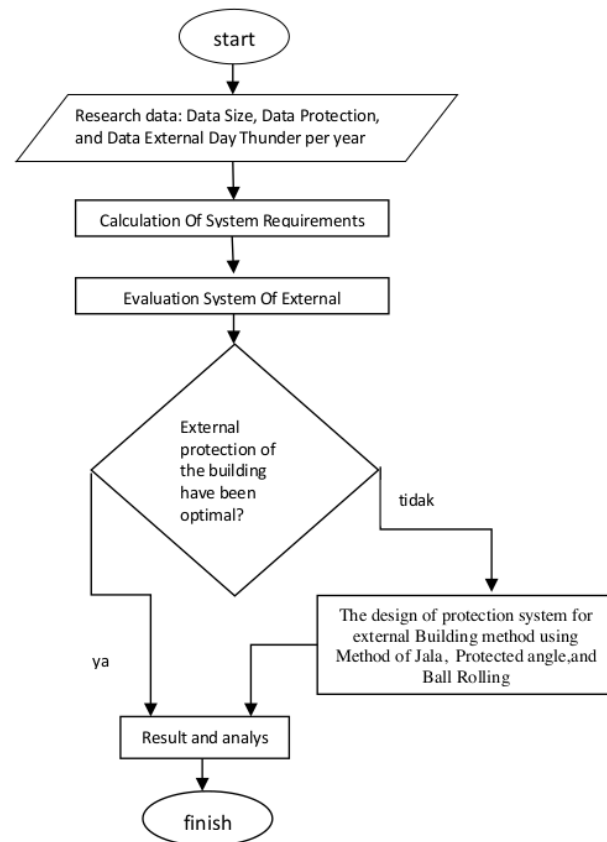 start
Research data: Data Size, Data Protection,
and Data External Day Thunder per year
Calculation Of System Requirements
Evaluation System Of External
External
protection of
the building
have been
optimal?
tidak
The design of protection system for
external Building method using
Method of Jala, Protected angle,and
Ball Rolling
ya
Result and analys
finish